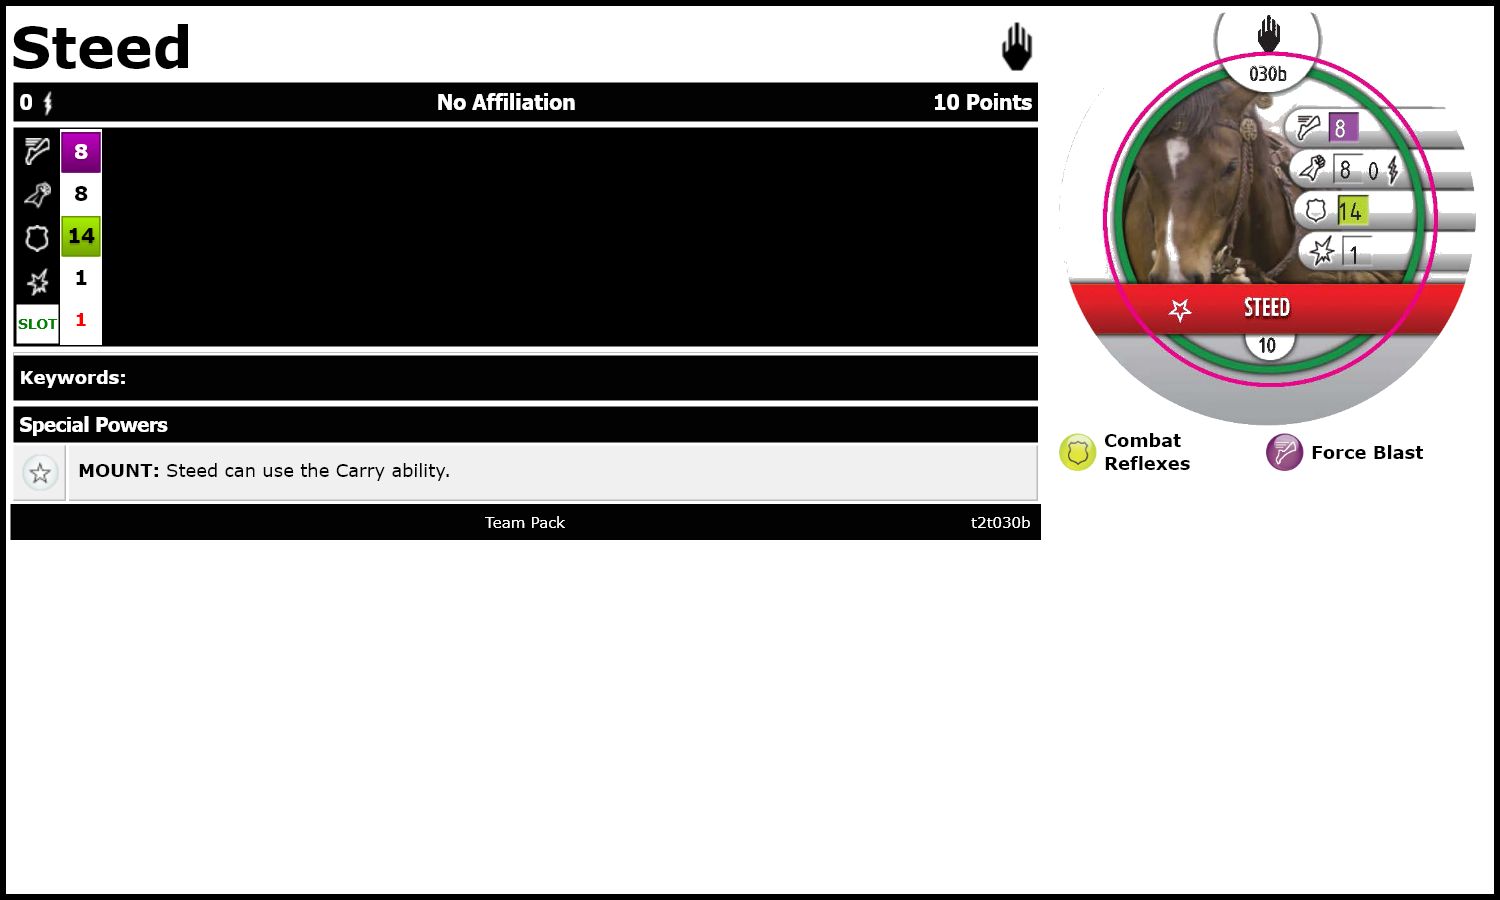 Steed
0 No Affiliation 10 Points
8
8
14
1
SLOT 1
Keywords:
Special Powers
MOUNT: Steed can use the Carry ability.
Team Pack t2t030b
030b
8
8 0
14
1
STEED
10
Combat
Reflexes
Force Blast